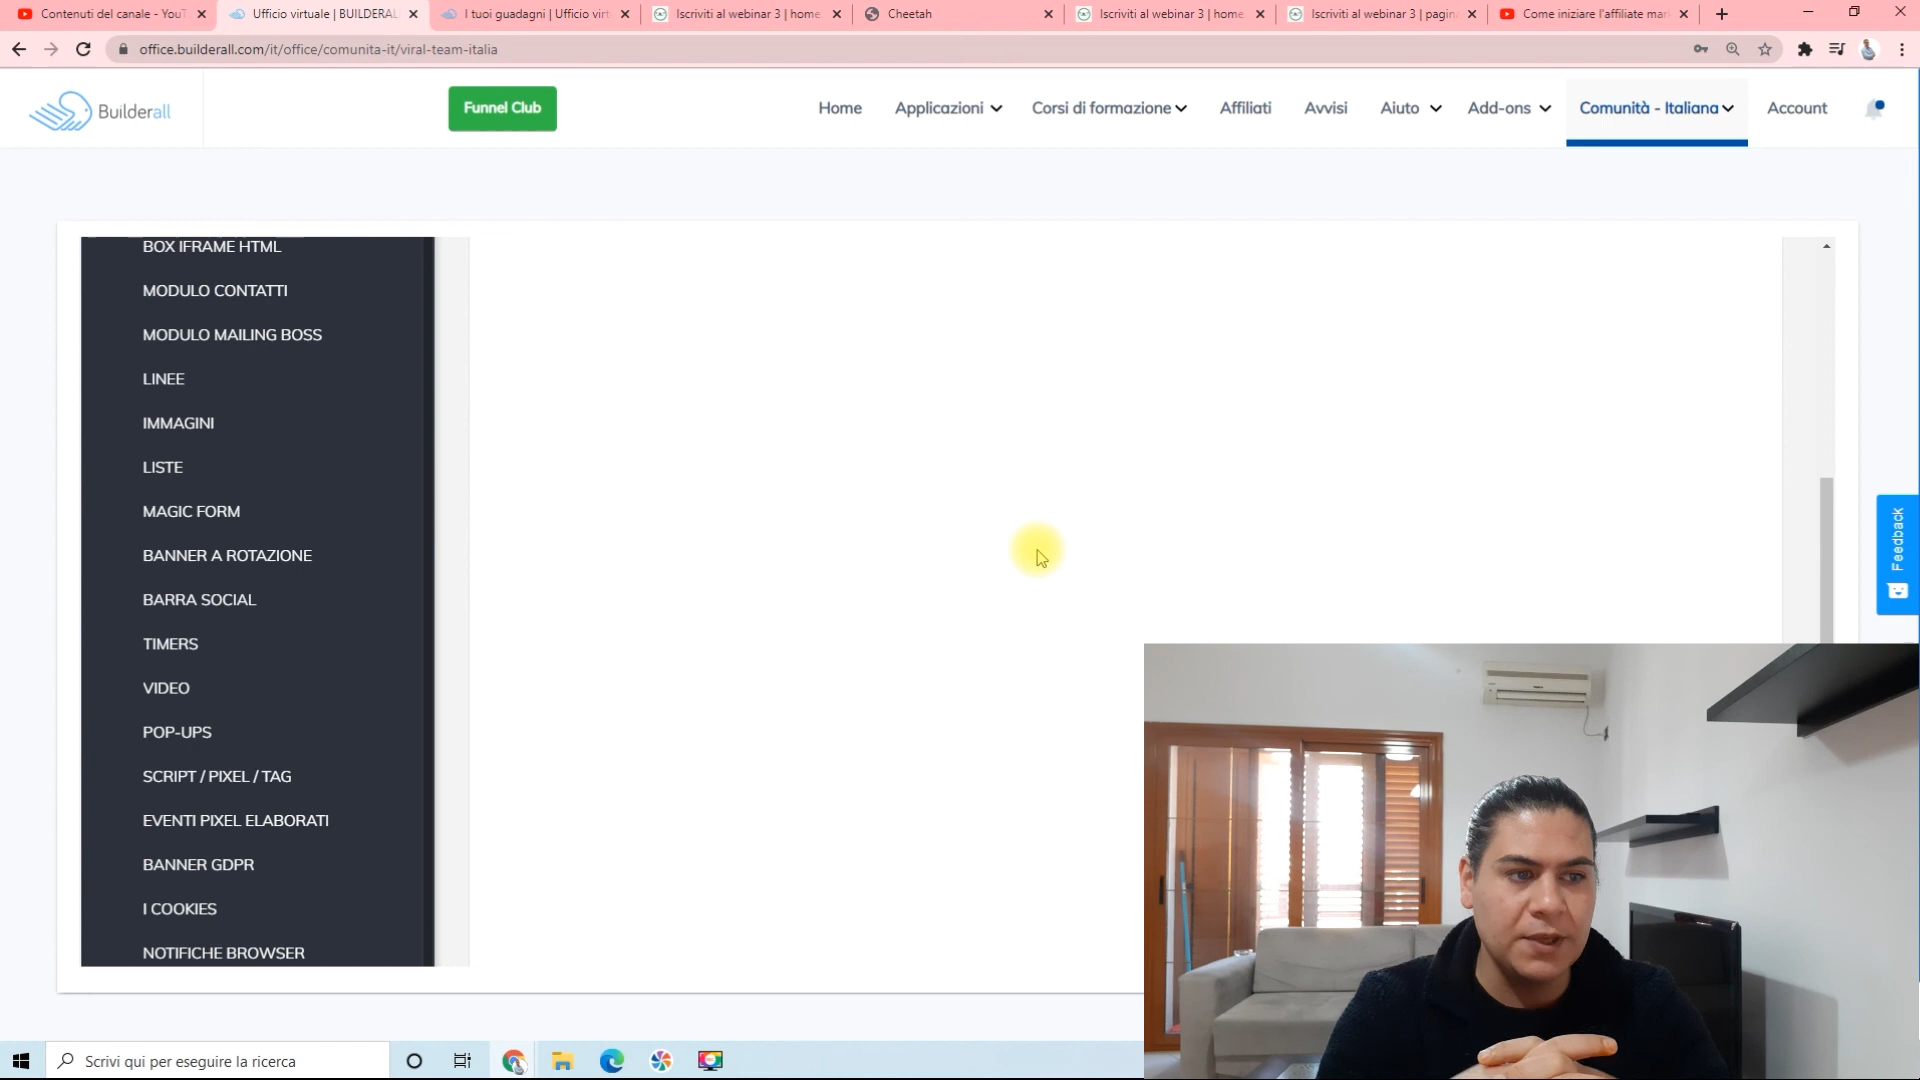 Contenuti del canale - YouT
Ufficio virtuale | BUILDERAL
I tuoi guadagni | Ufficio virt
Iscriviti al webinar 3 | home
Cheetah
Iscriviti al webinar 3 | home
Iscriviti al webinar 3 | pagin
Come iniziare l'affiliate mar
office.builderall.com/it/office/comunita-it/viral-team-italia
Builderall
Funnel Club
Home
Applicazioni
Corsi di formazione
Affiliati
Avvisi
Aiuto
Add-ons
Comunità - Italiana
Account
BOX IFRAME HTML
MODULO CONTATTI
MODULO MAILING BOSS
LINEE
IMMAGINI
LISTE
MAGIC FORM
BANNER A ROTAZIONE
BARRA SOCIAL
TIMERS
VIDEO
POP-UPS
SCRIPT / PIXEL / TAG
EVENTI PIXEL ELABORATI
BANNER GDPR
I COOKIES
NOTIFICHE BROWSER
Feedback
Scrivi qui per eseguire la ricerca